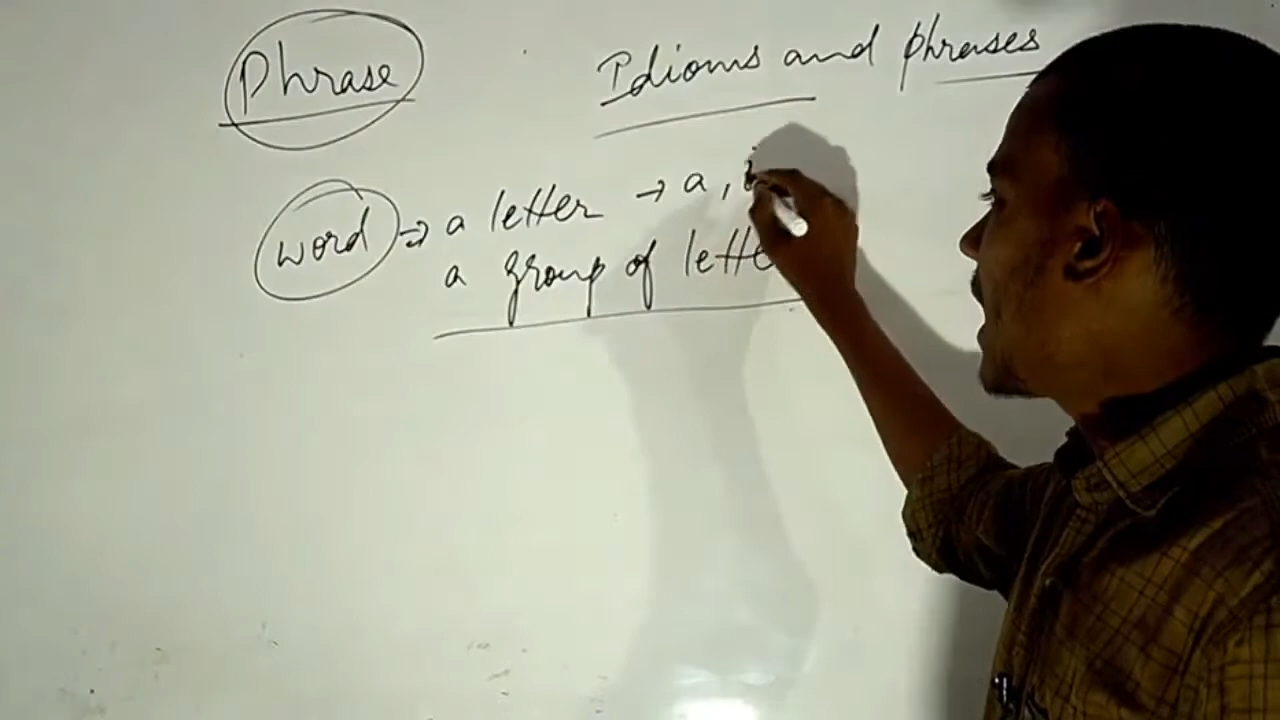 Phrase
Idioms and phrases
word → a letter → a, i
a group of lette